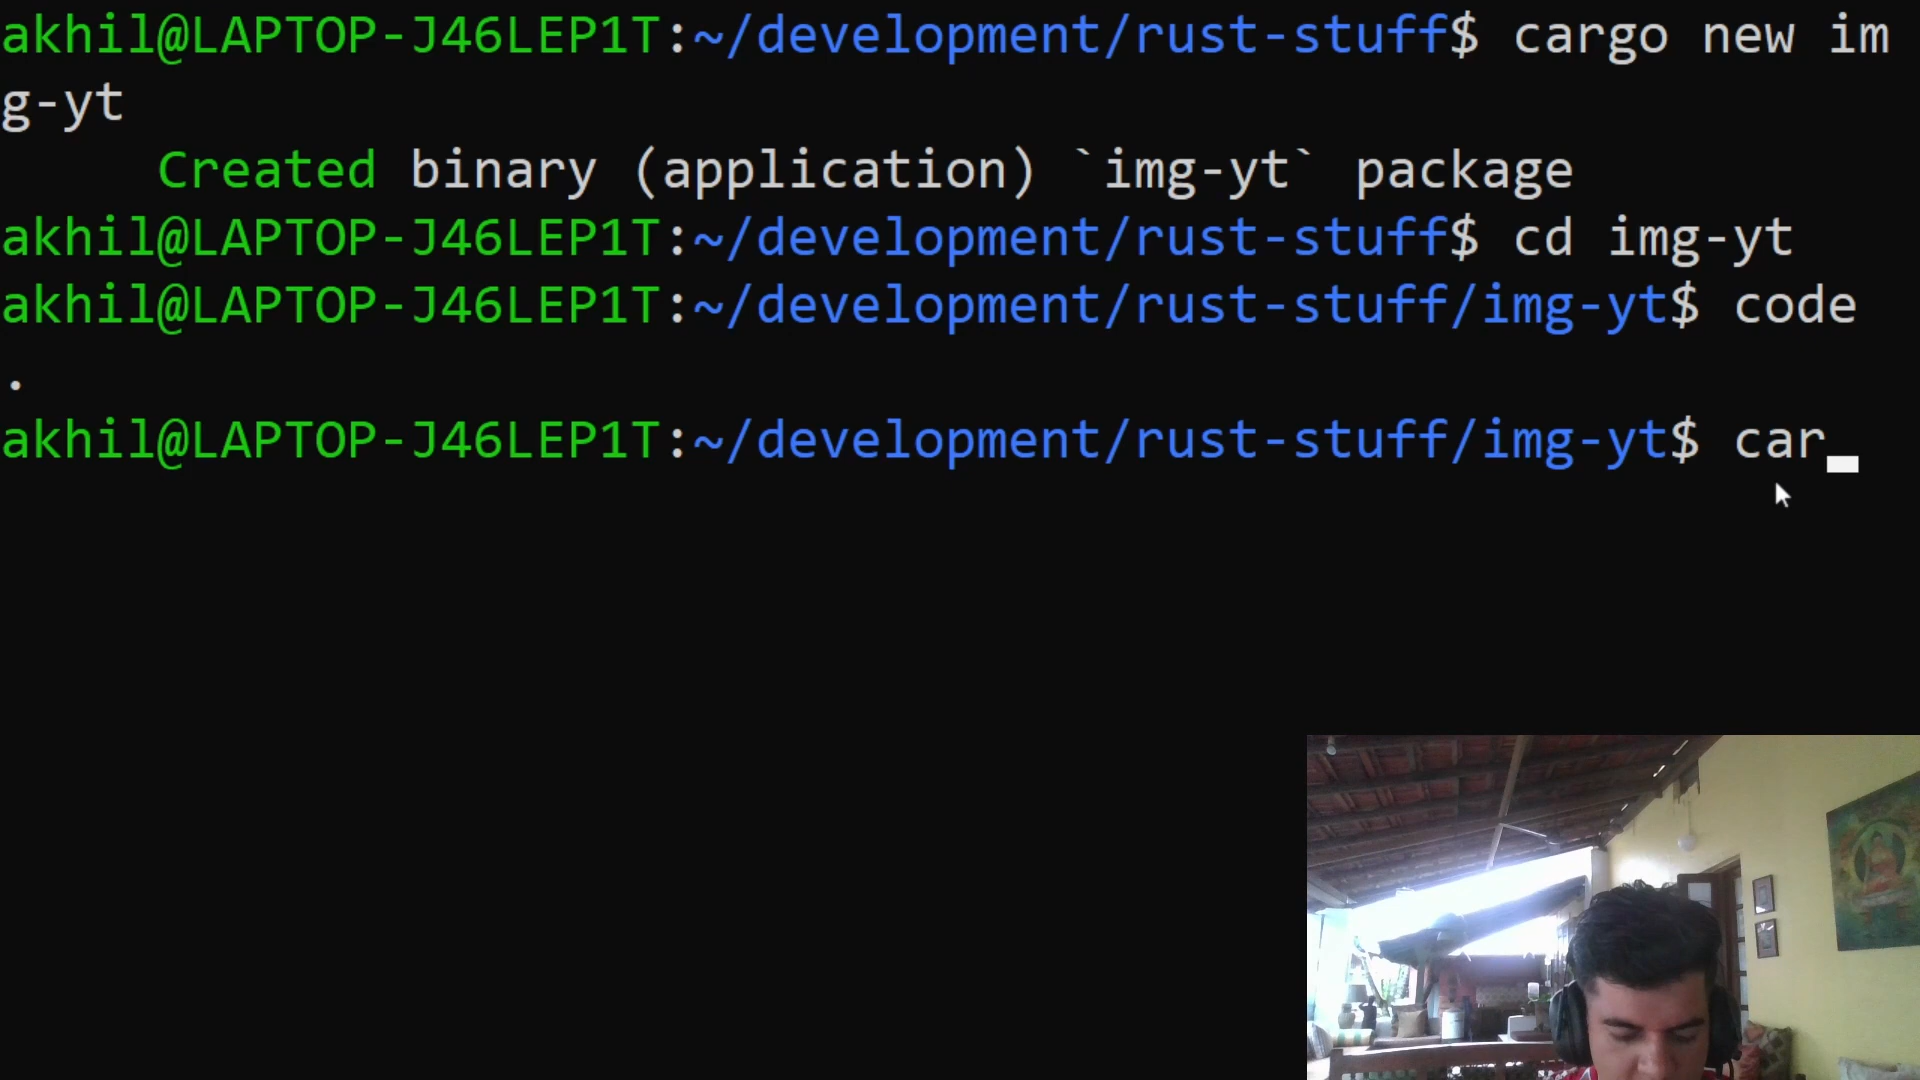 akhil@LAPTOP-J46LEP1T:~/development/rust-stuff$ cargo new im
g-yt
Created binary (application) `img-yt` package
akhil@LAPTOP-J46LEP1T:~/development/rust-stuff$ cd img-yt
akhil@LAPTOP-J46LEP1T:~/development/rust-stuff/img-yt$ code
.
akhil@LAPTOP-J46LEP1T:~/development/rust-stuff/img-yt$ car